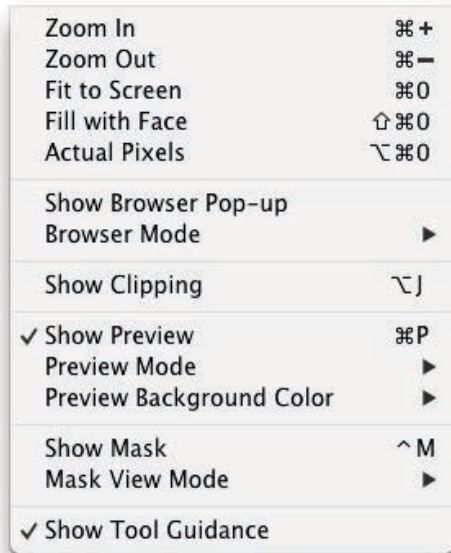 Zoom In ⌘+
Zoom Out ⌘−
Fit to Screen ⌘0
Fill with Face ⇧⌘0
Actual Pixels ⌥⌘0
Show Browser Pop-up
Browser Mode ▶
Show Clipping ⌥J
✓ Show Preview ⌘P
Preview Mode ▶
Preview Background Color ▶
Show Mask ^M
Mask View Mode ▶
✓ Show Tool Guidance